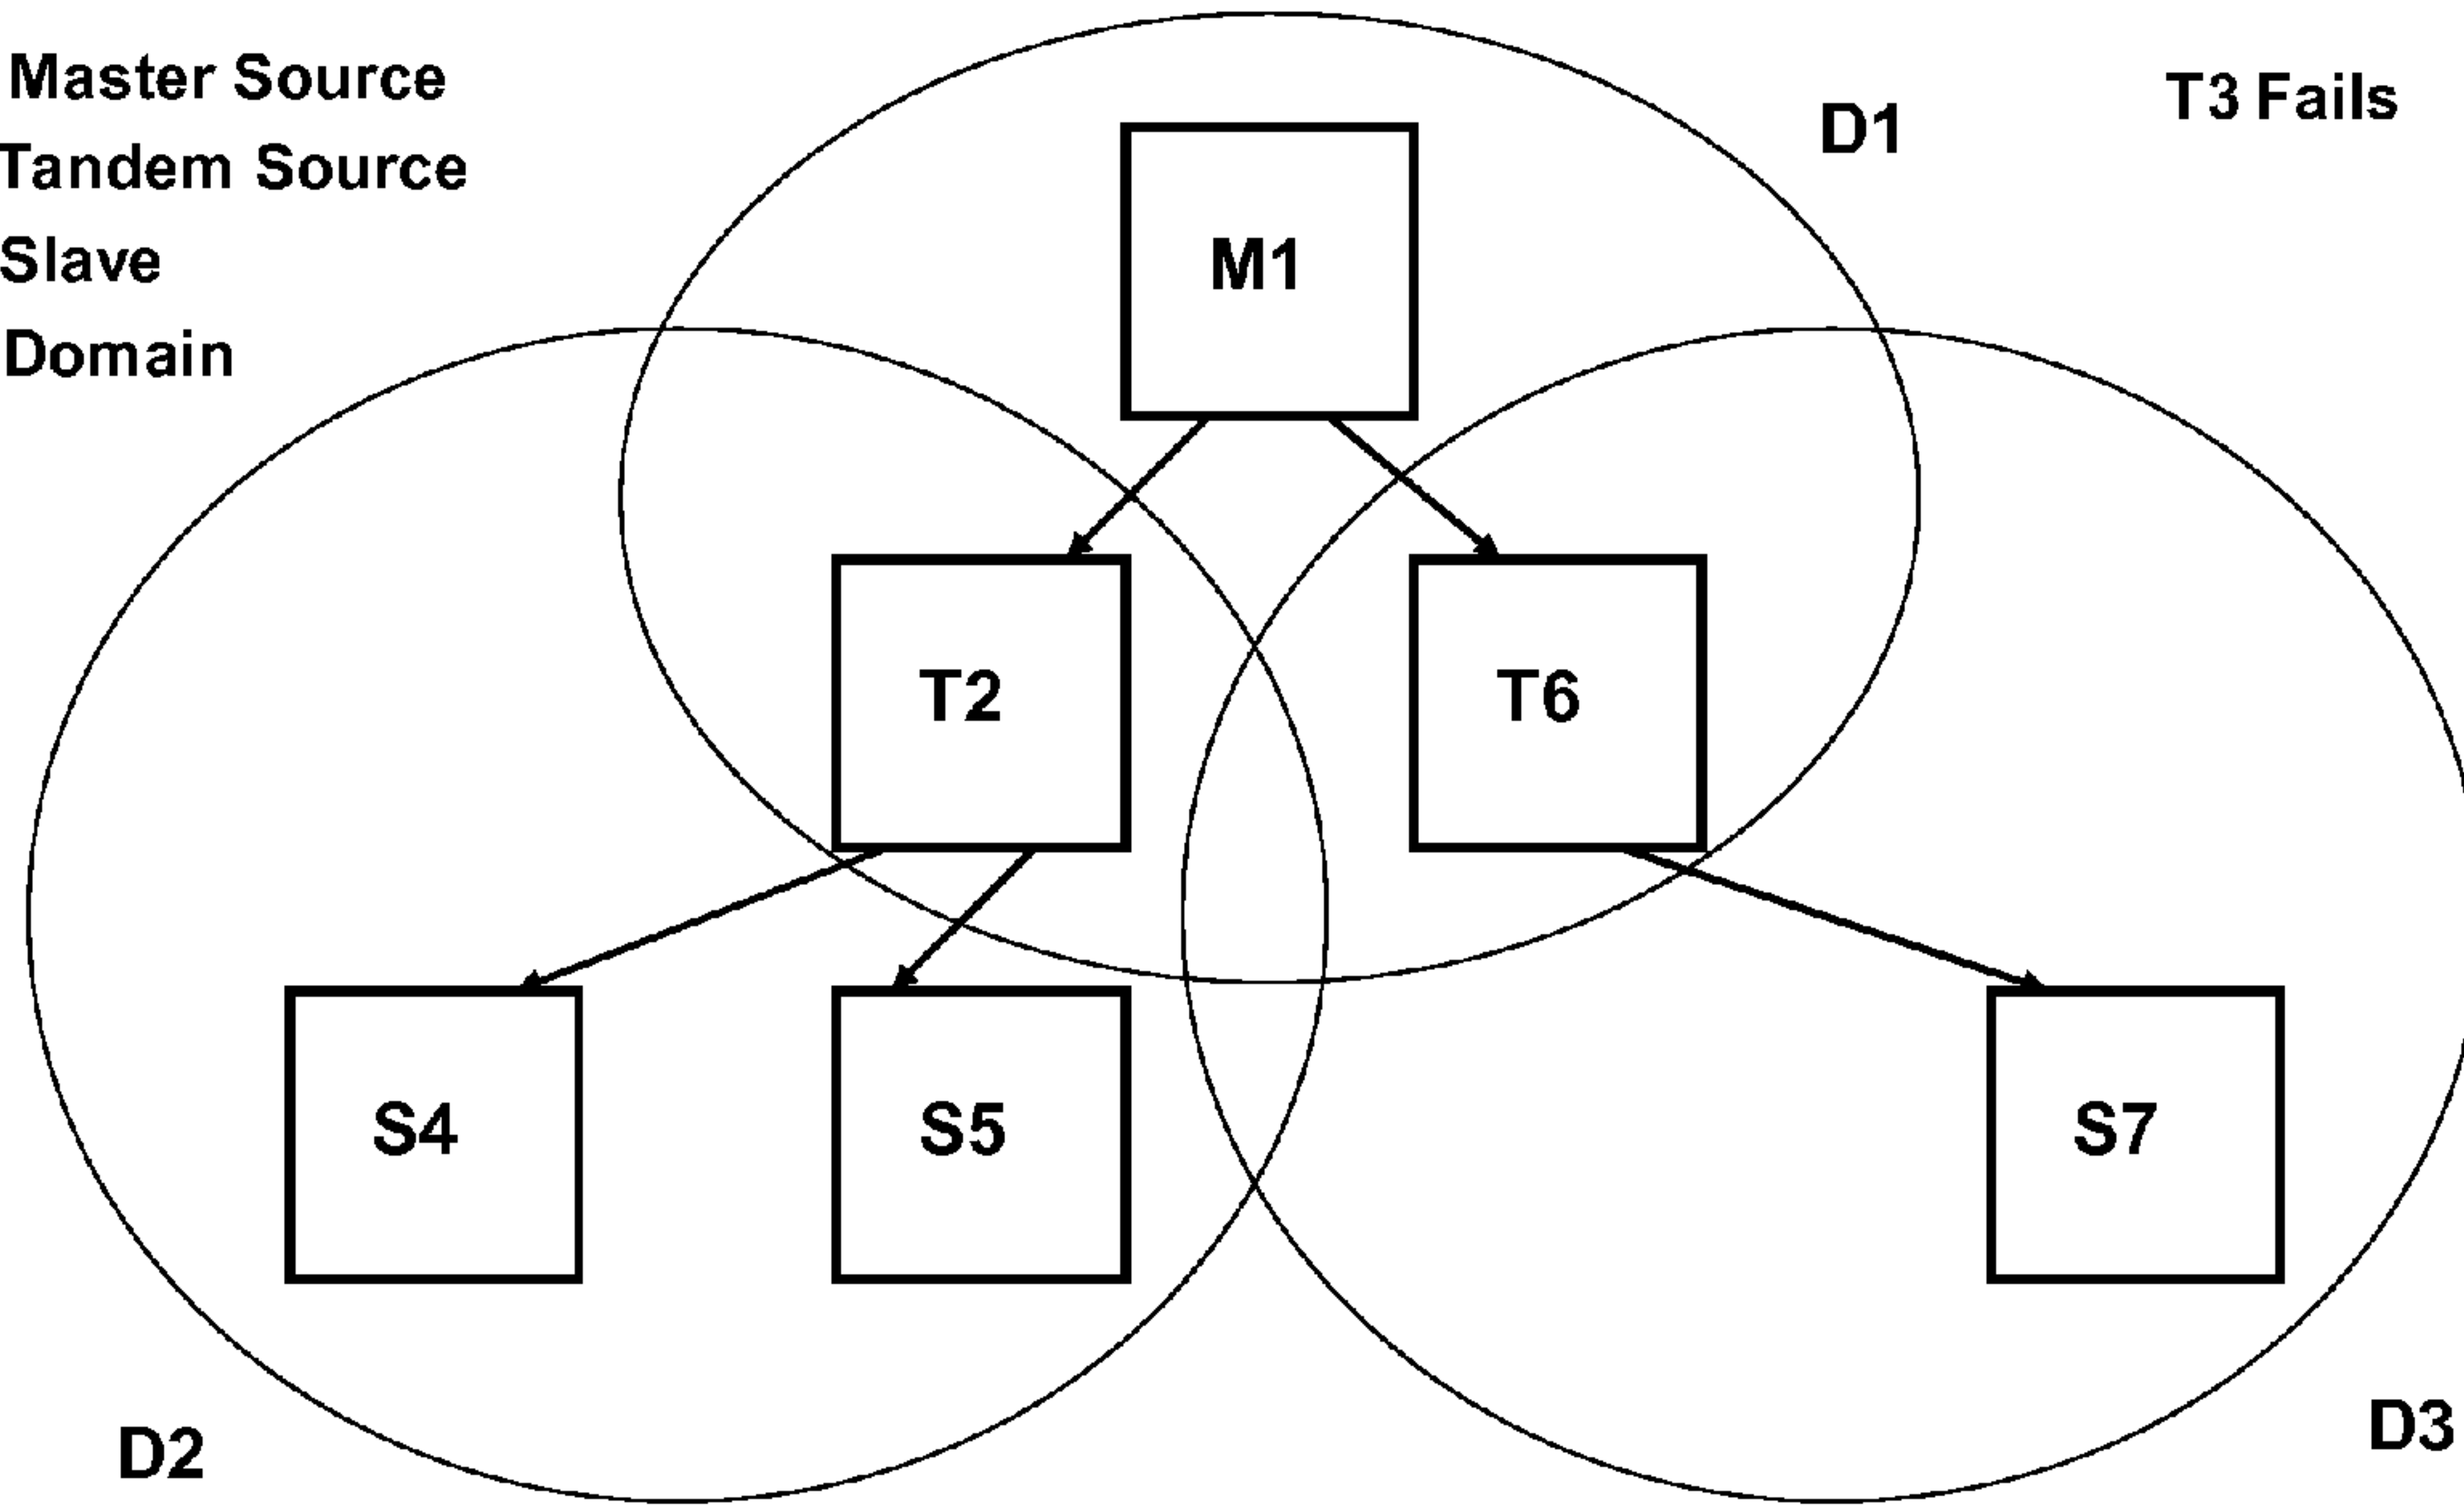 Master Source
Tandem Source
Slave
Domain
D1
T3 Fails
M1
T2
T6
S4
S5
S7
D2
D3